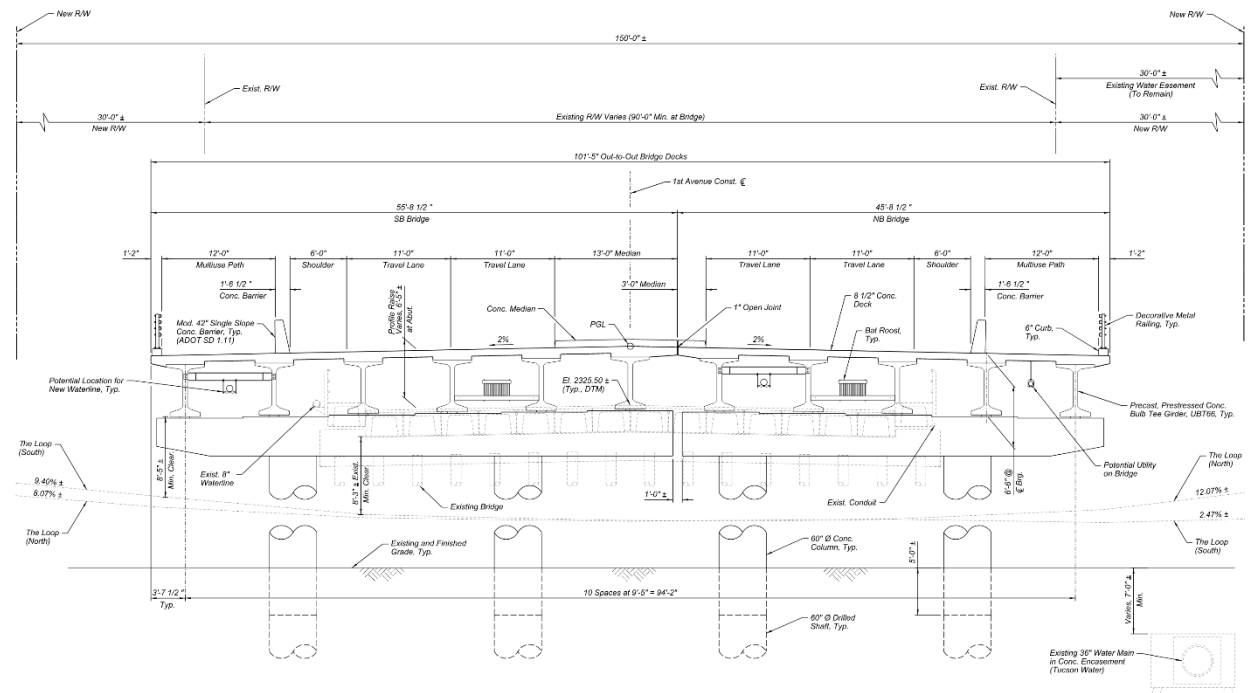 New R/W
New R/W
150'-0" ±
30'-0" ±
Existing Water Easement
(To Remain)
Exist. R/W
Exist. R/W
30'-0" ±
New R/W
Existing R/W Varies (90'-0" Min. at Bridge)
30'-0" ±
New R/W
101'-5" Out-to-Out Bridge Decks
1st Avenue Const. ℄
55'-8 1/2 "
SB Bridge
45'-8 1/2 "
NB Bridge
1'-2"
12'-0"
Multiuse Path
6'-0"
Shoulder
11'-0"
Travel Lane
11'-0"
Travel Lane
13'-0" Median
11'-0"
Travel Lane
11'-0"
Travel Lane
6'-0"
Shoulder
12'-0"
Multiuse Path
1'-2"
1'-6 1/2 "
Conc. Barrier
3'-0" Median
1'-6 1/2 "
Conc. Barrier
Mod. 42" Single Slope
Conc. Barrier, Typ.
(ADOT SD 1.11)
Profile Raise
Varies, 6'-5" ±
at Abut.
Conc. Median
PGL
1" Open Joint
8 1/2" Conc.
Deck
Bat Roost,
Typ.
6" Curb,
Typ.
Decorative Metal
Railing, Typ.
2%
2%
Potential Location for
New Waterline, Typ.
El. 2325.50 ±
(Typ., DTM)
Precast, Prestressed Conc.
Bulb Tee Girder, UBT66, Typ.
The Loop
(South)
8'-5" ±
Min. Clear.
Exist. 8"
Waterline
8'-3" ± Exist.
Min. Clear
Existing Bridge
1'-0" ±
Exist. Conduit
6'-6" @
℄ Brg.
Potential Utility
on Bridge
The Loop
(North)
9.40% ±
8.07% ±
12.07% ±
2.47% ±
The Loop
(North)
The Loop
(South)
Existing and Finished
Grade, Typ.
60" Ø Conc.
Column, Typ.
5'-0" ±
3'-7 1/2 "
Typ.
10 Spaces at 9'-5" = 94'-2"
Varies, 7'-0" ±
Min.
60" Ø Drilled
Shaft, Typ.
Existing 36" Water Main
in Conc. Encasement
(Tucson Water)